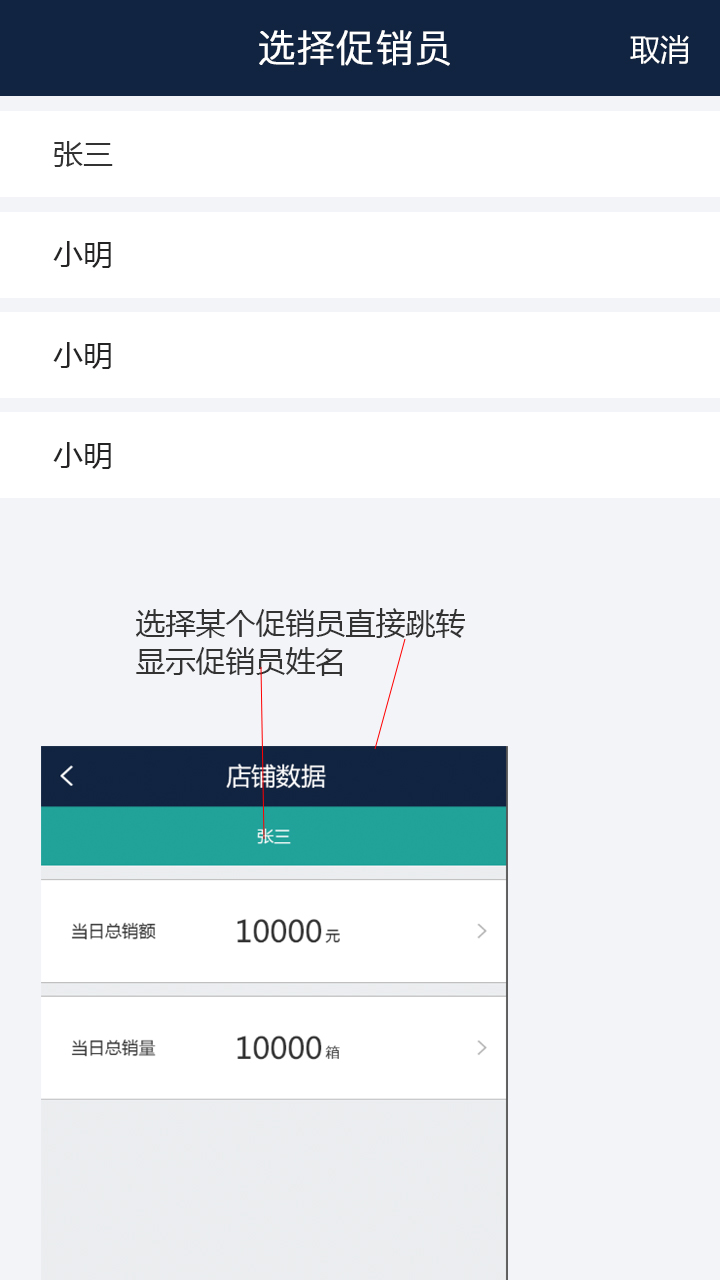 选择促销员 取消
张三
小明
小明
小明
选择某个促销员直接跳转
显示促销员姓名
店铺数据
张三
当日总销额 10000元
当日总销量 10000箱